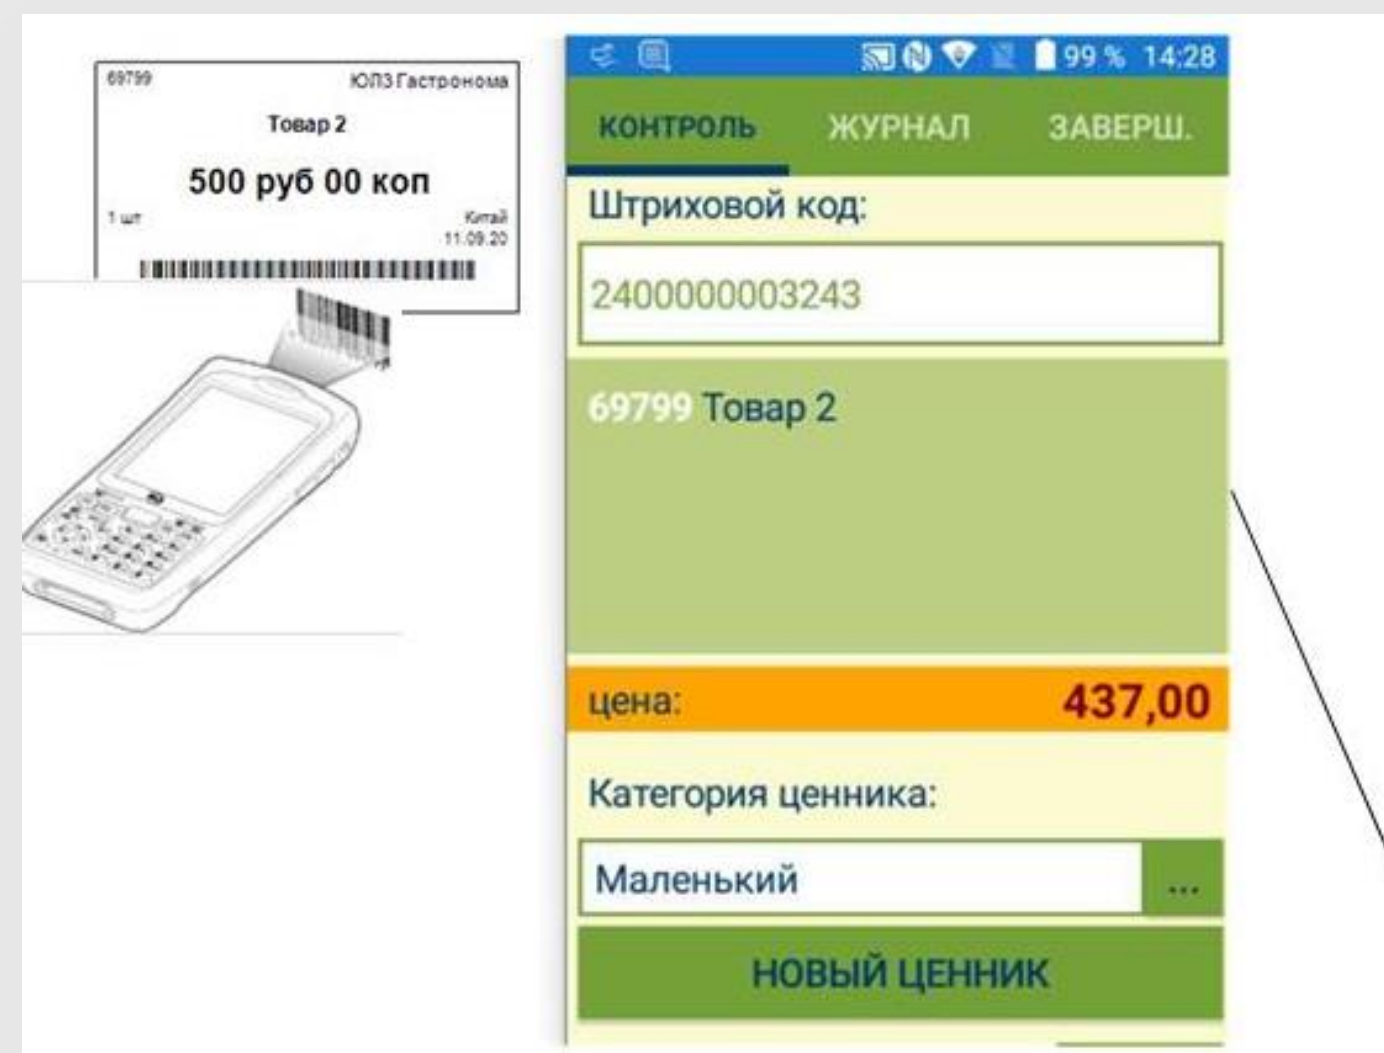 69799 ЮЛЗ Гастронома
Товар 2
500 руб 00 коп
1 шт Китай
11.09.20
99 % 14:28
КОНТРОЛЬ ЖУРНАЛ ЗАВЕРШ.
Штриховой код:
2400000003243
69799 Товар 2
цена: 437,00
Категория ценника:
Маленький ...
НОВЫЙ ЦЕННИК